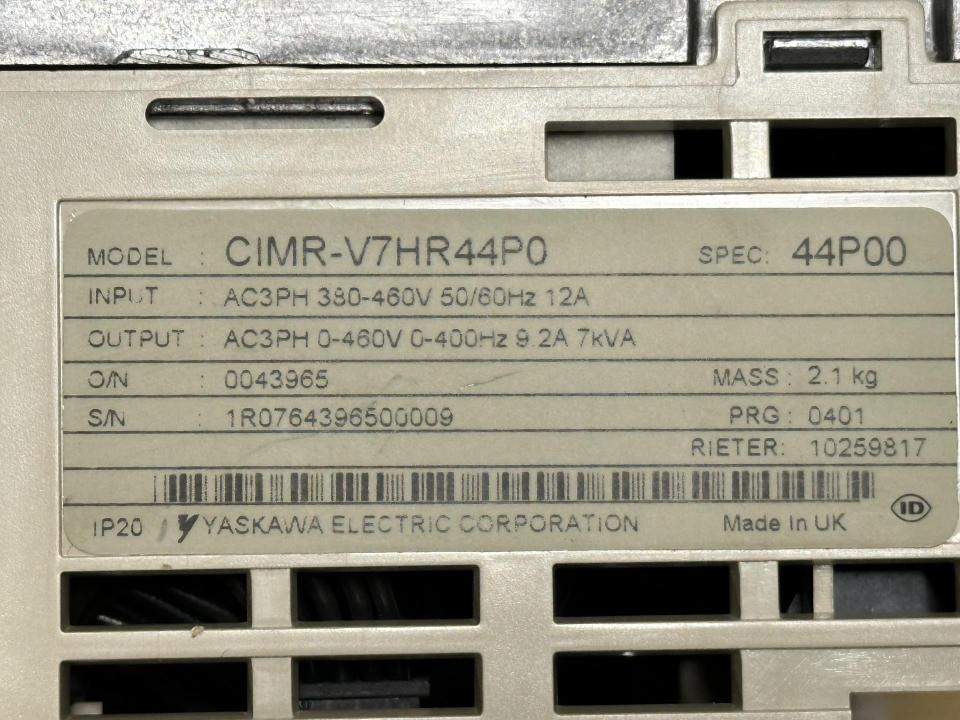 MODEL : CIMR-V7HR44P0 SPEC: 44P00
INPUT : AC3PH 380-460V 50/60Hz 12A
OUTPUT : AC3PH 0-460V 0-400Hz 9.2A 7kVA
O/N : 0043965 MASS : 2.1 kg
S/N : 1R0764396500009 PRG : 0401
RIETER: 10259817
IP20 YASKAWA ELECTRIC CORPORATION Made In UK ID